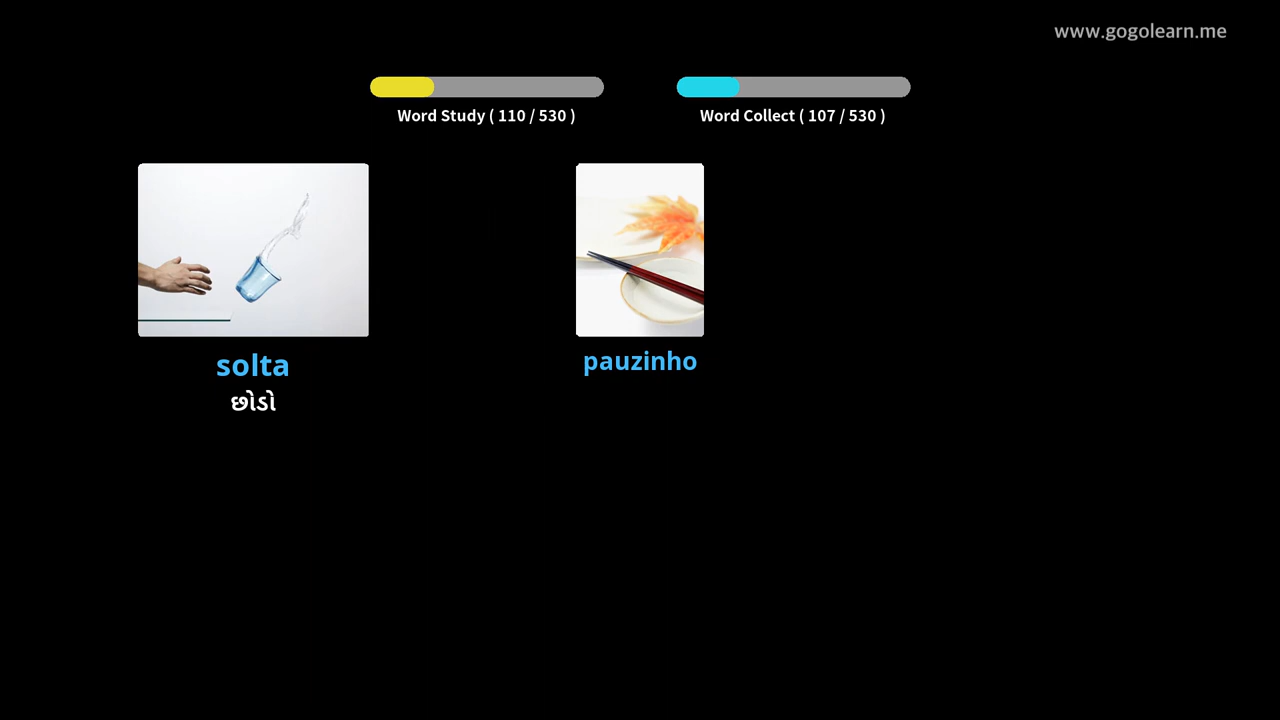 www.gogolearn.me
Word Study ( 110 / 530 )
Word Collect ( 107 / 530 )
solta
છોડો
pauzinho